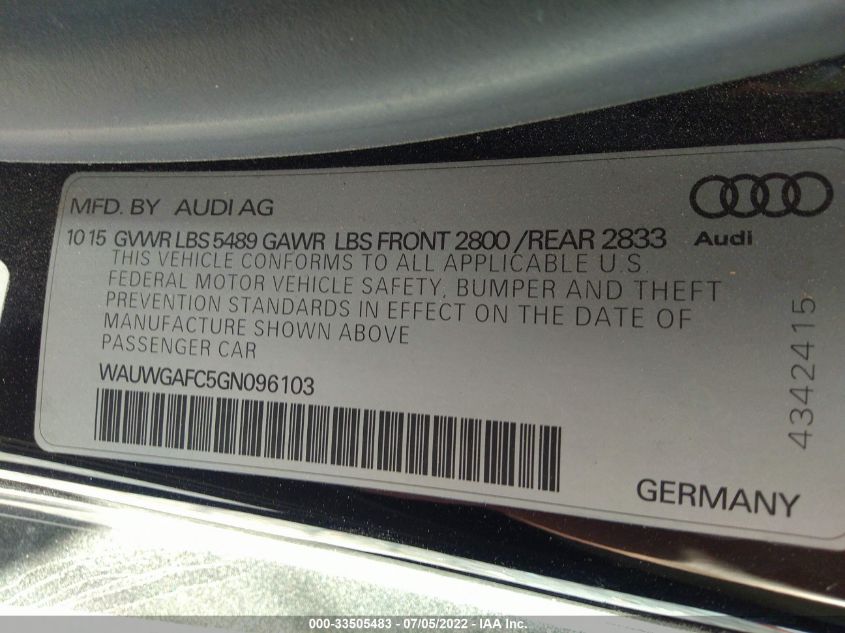 MFD. BY AUDI AG
10 15 GVWR LBS 5489 GAWR LBS FRONT 2800 /REAR 2833
Audi
THIS VEHICLE CONFORMS TO ALL APPLICABLE U.S.
FEDERAL MOTOR VEHICLE SAFETY, BUMPER AND THEFT
PREVENTION STANDARDS IN EFFECT ON THE DATE OF
MANUFACTURE SHOWN ABOVE
PASSENGER CAR
WAUWGAFC5GN096103
4342415
GERMANY
000-33505483 - 07/05/2022 - IAA Inc.